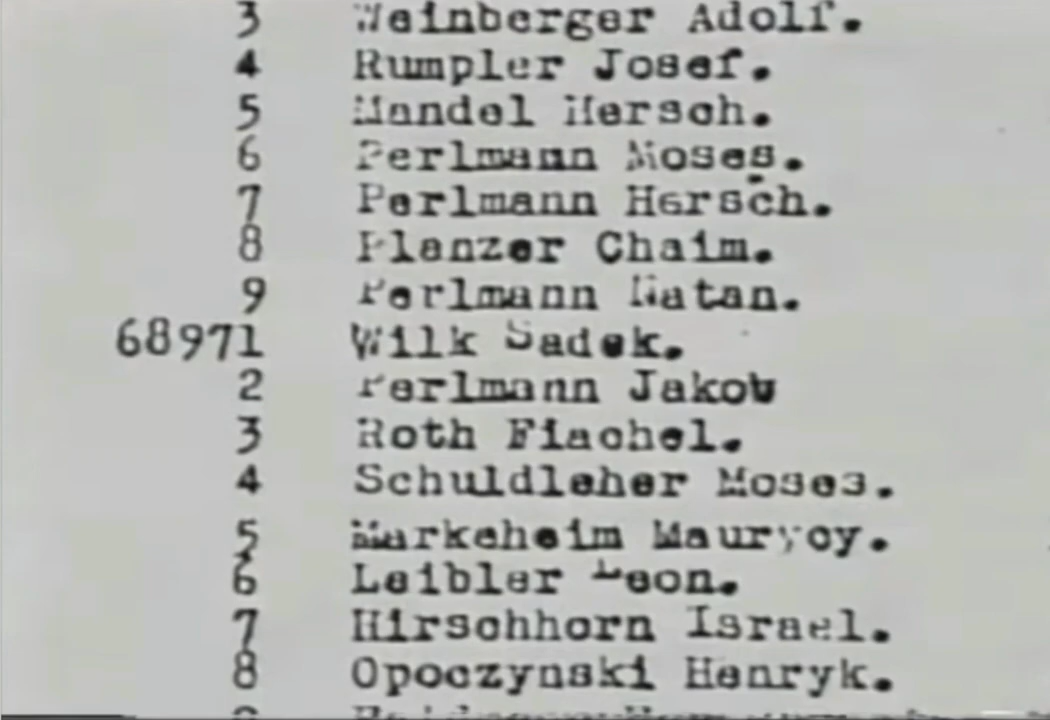 3 Weinberger Adolf.
4 Rumpler Josef.
5 Mandel Hersch.
6 Perlmann Moses.
7 Perlmann Hersch.
8 Planzer Chaim.
9 Perlmann Natan.
68971 Wilk Sadek.
2 Perlmann Jakob
3 Roth Fiachel.
4 Schuldleher Moses.
5 Markeheim Maurycy.
6 Leibler Leon.
7 Hirschhorn Israel.
8 Opoczynski Henryk.